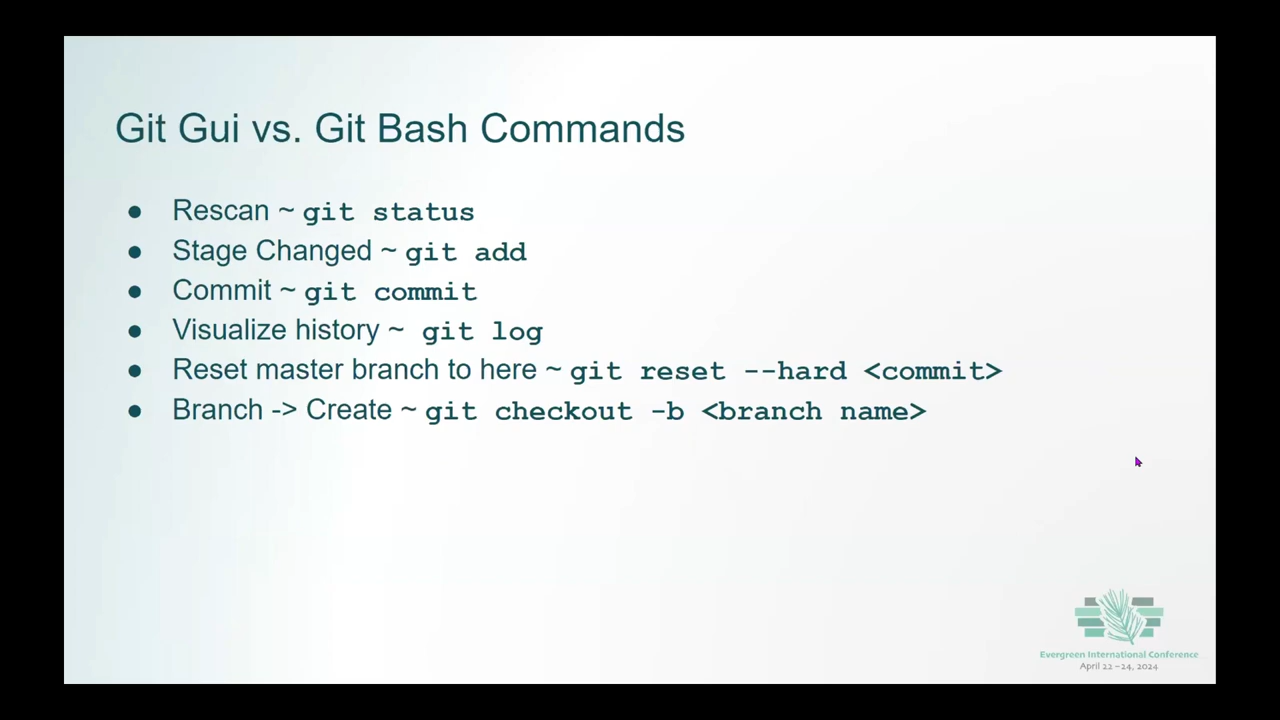 Git Gui vs. Git Bash Commands
● Rescan ~ git status
● Stage Changed ~ git add
● Commit ~ git commit
● Visualize history ~ git log
● Reset master branch to here ~ git reset --hard <commit>
● Branch -> Create ~ git checkout -b <branch name>
Evergreen International Conference
April 22–24, 2024